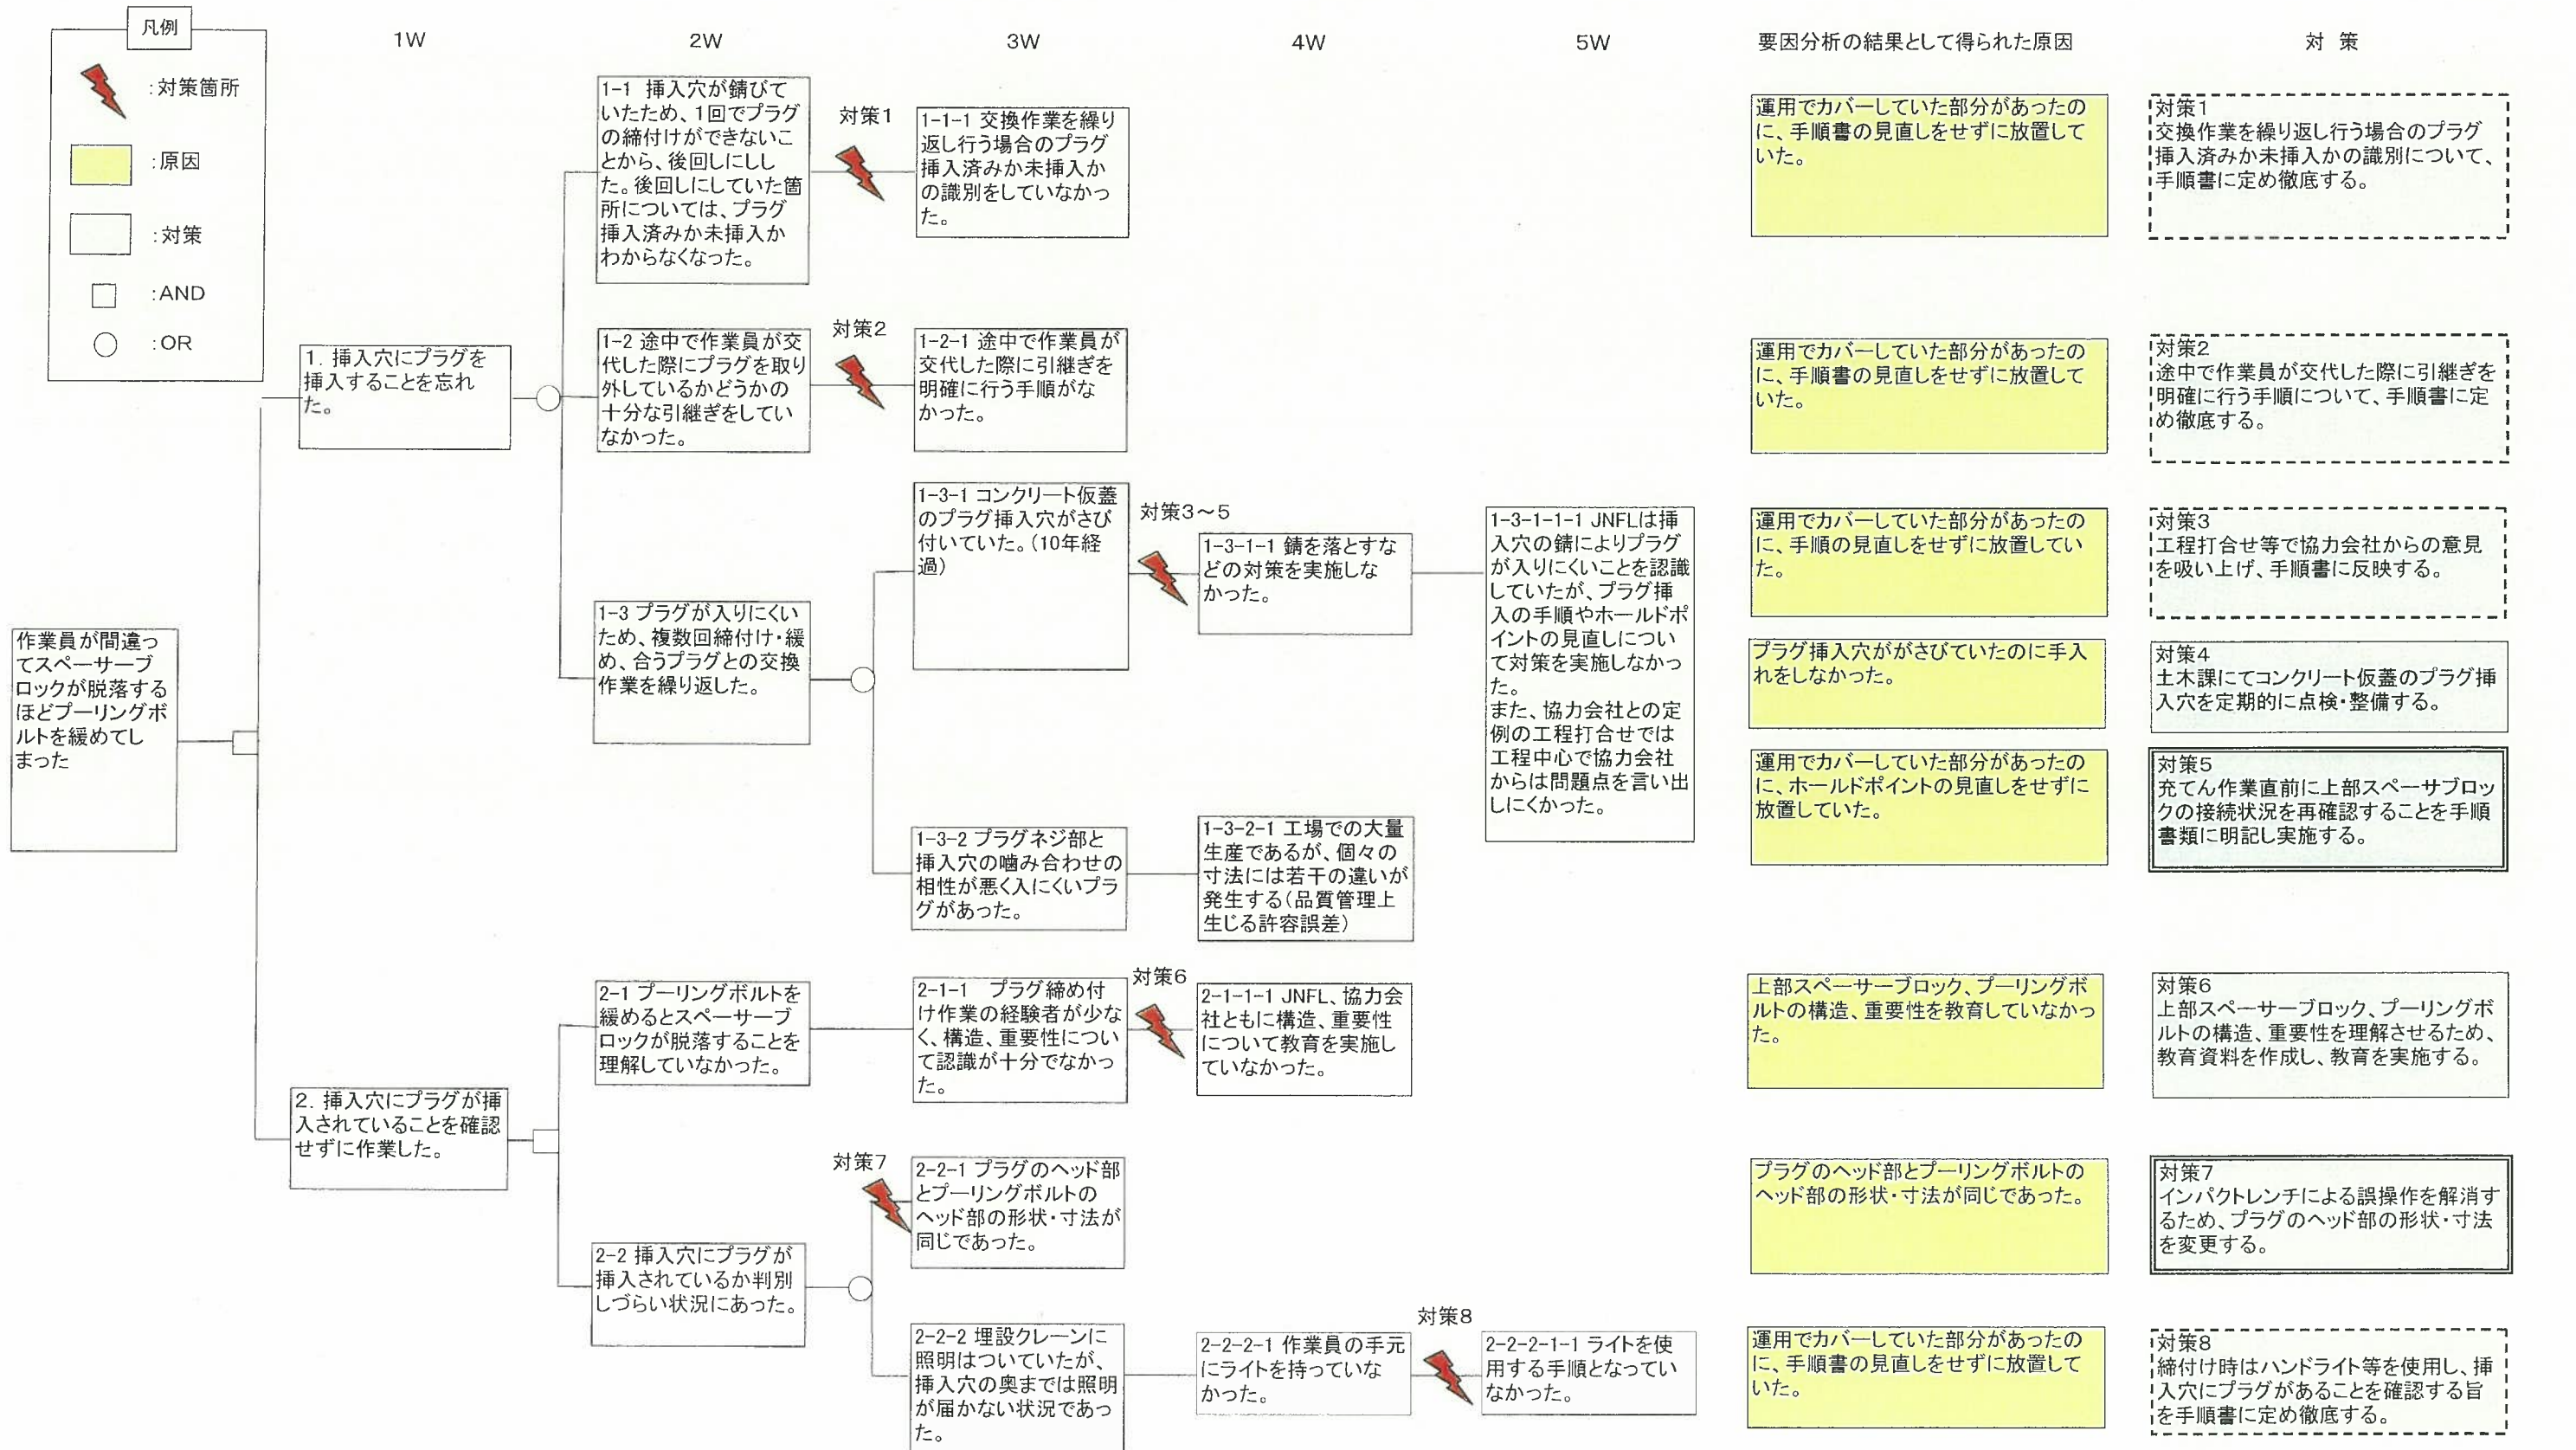 凡例
:対策箇所
:原因
:対策
:AND
:OR
1W
2W
3W
4W
5W
要因分析の結果として得られた原因
対 策
作業員が間違っ
てスペーサーブ
ロックが脱落する
ほどプーリングボ
ルトを緩めてし
まった
1. 挿入穴にプラグを
挿入することを忘れ
た。
1-1 挿入穴が錆びて
いたため、1回でプラグ
の締付けができないこ
とから、後回しにしし
た。後回しにしていた箇
所については、プラグ
挿入済みか未挿入か
わからなくなった。
対策1
1-1-1 交換作業を繰り
返し行う場合のプラグ
挿入済みか未挿入か
の識別をしていなかっ
た。
運用でカバーしていた部分があったの
に、手順書の見直しをせずに放置して
いた。
対策1
交換作業を繰り返し行う場合のプラグ
挿入済みか未挿入かの識別について、
手順書に定め徹底する。
1-2 途中で作業員が交
代した際にプラグを取り
外しているかどうかの
十分な引継ぎをしてい
なかった。
対策2
1-2-1 途中で作業員が
交代した際に引継ぎを
明確に行う手順がな
かった。
運用でカバーしていた部分があったの
に、手順書の見直しをせずに放置して
いた。
対策2
途中で作業員が交代した際に引継ぎを
明確に行う手順について、手順書に定
め徹底する。
1-3 プラグが入りにくい
ため、複数回締付け・緩
め、合うプラグとの交換
作業を繰り返した。
1-3-1 コンクリート仮蓋
のプラグ挿入穴がさび
付いていた。(10年経
過)
対策3~5
1-3-1-1 錆を落とすな
どの対策を実施しな
かった。
1-3-1-1-1 JNFLは挿
入穴の錆によりプラグ
が入りにくいことを認識
していたが、プラグ挿
入の手順やホールドポ
イントの見直しについ
て対策を実施しなかっ
た。
また、協力会社との定
例の工程打合せでは
工程中心で協力会社
からは問題点を言い出
しにくかった。
運用でカバーしていた部分があったの
に、手順の見直しをせずに放置してい
た。
対策3
工程打合せ等で協力会社からの意見
を吸い上げ、手順書に反映する。
プラグ挿入穴ががさびていたのに手入
れをしなかった。
対策4
土木課にてコンクリート仮蓋のプラグ挿
入穴を定期的に点検・整備する。
運用でカバーしていた部分があったの
に、ホールドポイントの見直しをせずに
放置していた。
対策5
充てん作業直前に上部スペーサブロッ
クの接続状況を再確認することを手順
書類に明記し実施する。
1-3-2 プラグネジ部と
挿入穴の噛み合わせの
相性が悪く入にくいプラ
グがあった。
1-3-2-1 工場での大量
生産であるが、個々の
寸法には若干の違いが
発生する(品質管理上
生じる許容誤差)
2. 挿入穴にプラグが挿
入されていることを確認
せずに作業した。
2-1 プーリングボルトを
緩めるとスペーサーブ
ロックが脱落することを
理解していなかった。
2-1-1 プラグ締め付
け作業の経験者が少な
く、構造、重要性につい
て認識が十分でなかっ
た。
対策6
2-1-1-1 JNFL、協力会
社ともに構造、重要性
について教育を実施し
ていなかった。
上部スペーサーブロック、プーリングボ
ルトの構造、重要性を教育していなかっ
た。
対策6
上部スペーサーブロック、プーリングボ
ルトの構造、重要性を理解させるため、
教育資料を作成し、教育を実施する。
2-2 挿入穴にプラグが
挿入されているか判別
しづらい状況にあった。
対策7
2-2-1 プラグのヘッド部
とプーリングボルトの
ヘッド部の形状・寸法が
同じであった。
プラグのヘッド部とプーリングボルトの
ヘッド部の形状・寸法が同じであった。
対策7
インパクトレンチによる誤操作を解消す
るため、プラグのヘッド部の形状・寸法
を変更する。
2-2-2 埋設クレーンに
照明はついていたが、
挿入穴の奥までは照明
が届かない状況であっ
た。
2-2-2-1 作業員の手元
にライトを持っていな
かった。
対策8
2-2-2-1-1 ライトを使
用する手順となってい
なかった。
運用でカバーしていた部分があったの
に、手順書の見直しをせずに放置して
いた。
対策8
締付け時はハンドライト等を使用し、挿
入穴にプラグがあることを確認する旨
を手順書に定め徹底する。